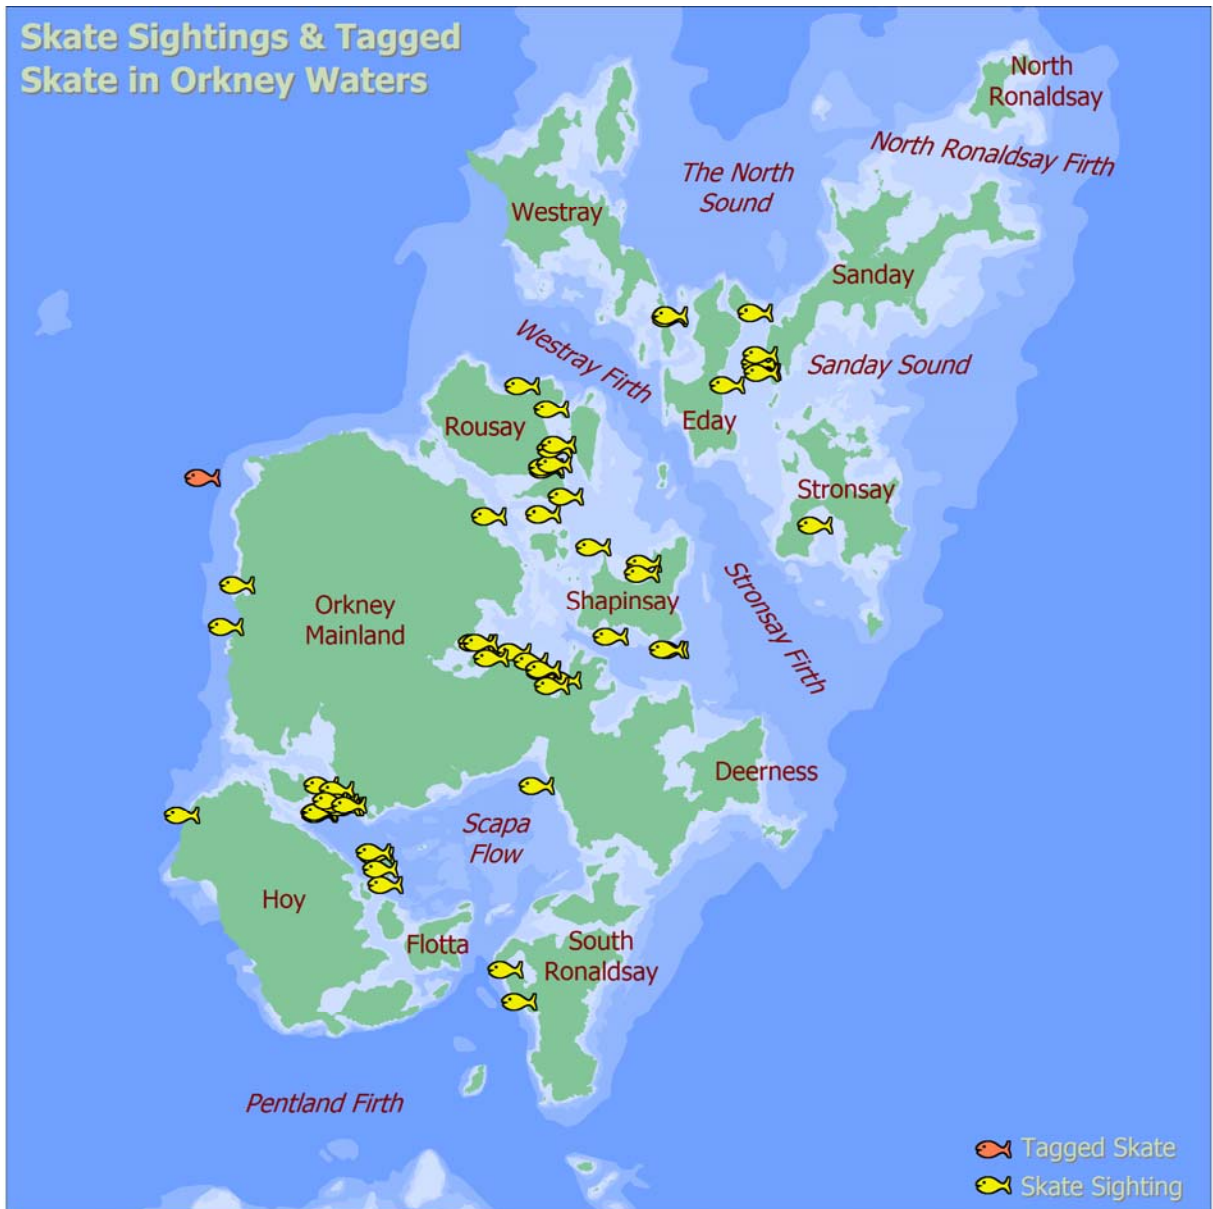 Skate Sightings & Tagged
Skate in Orkney Waters
North
Ronaldsay
North Ronaldsay Firth
The North
Sound
Westray
Sanday
Westray Firth
Sanday Sound
Rousay
Eday
Stronsay
Orkney
Mainland
Shapinsay
Stronsay Firth
Deerness
Scapa
Flow
Hoy
Flotta
South
Ronaldsay
Pentland Firth
Tagged Skate
Skate Sighting